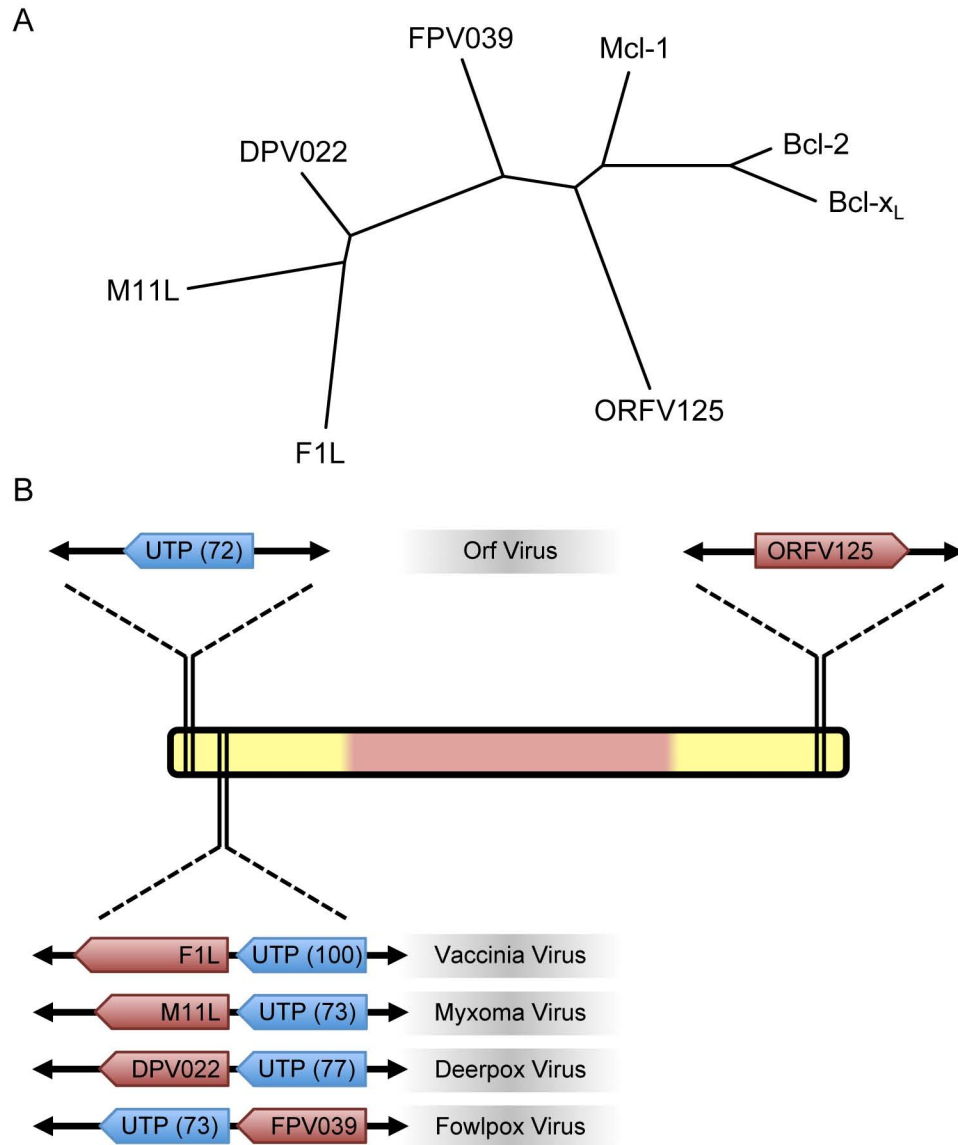 A
FPV039
Mcl-1
DPV022
Bcl-2
Bcl-xL
M11L
ORFV125
F1L
B
UTP (72) Orf Virus ORFV125
F1L UTP (100) Vaccinia Virus
M11L UTP (73) Myxoma Virus
DPV022 UTP (77) Deerpox Virus
UTP (73) FPV039 Fowlpox Virus